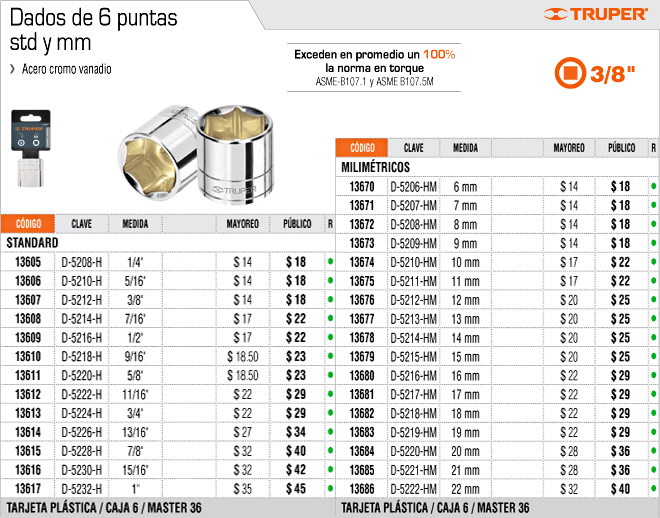 Dados de 6 puntas
std y mm
TRUPER
❯ Acero cromo vanadio
Exceden en promedio un 100%
la norma en torque
ASME-B107.1 y ASME B107.5M
3/8"
TRUPER
TRUPER
CÓDIGO CLAVE MEDIDA MAYOREO PÚBLICO R
STANDARD
13605 D-5208-H 1/4" $ 14 $ 18
13606 D-5210-H 5/16" $ 14 $ 18
13607 D-5212-H 3/8" $ 14 $ 18
13608 D-5214-H 7/16" $ 17 $ 22
13609 D-5216-H 1/2" $ 17 $ 22
13610 D-5218-H 9/16" $ 18.50 $ 23
13611 D-5220-H 5/8" $ 18.50 $ 23
13612 D-5222-H 11/16" $ 22 $ 29
13613 D-5224-H 3/4" $ 22 $ 29
13614 D-5226-H 13/16" $ 27 $ 34
13615 D-5228-H 7/8" $ 32 $ 40
13616 D-5230-H 15/16" $ 32 $ 42
13617 D-5232-H 1" $ 35 $ 45
TARJETA PLÁSTICA / CAJA 6 / MASTER 36
CÓDIGO CLAVE MEDIDA MAYOREO PÚBLICO R
MILIMÉTRICOS
13670 D-5206-HM 6 mm $ 14 $ 18
13671 D-5207-HM 7 mm $ 14 $ 18
13672 D-5208-HM 8 mm $ 14 $ 18
13673 D-5209-HM 9 mm $ 14 $ 18
13674 D-5210-HM 10 mm $ 17 $ 22
13675 D-5211-HM 11 mm $ 17 $ 22
13676 D-5212-HM 12 mm $ 20 $ 25
13677 D-5213-HM 13 mm $ 20 $ 25
13678 D-5214-HM 14 mm $ 20 $ 25
13679 D-5215-HM 15 mm $ 20 $ 25
13680 D-5216-HM 16 mm $ 22 $ 29
13681 D-5217-HM 17 mm $ 22 $ 29
13682 D-5218-HM 18 mm $ 22 $ 29
13683 D-5219-HM 19 mm $ 22 $ 29
13684 D-5220-HM 20 mm $ 28 $ 36
13685 D-5221-HM 21 mm $ 28 $ 36
13686 D-5222-HM 22 mm $ 32 $ 40
TARJETA PLÁSTICA / CAJA 6 / MASTER 36